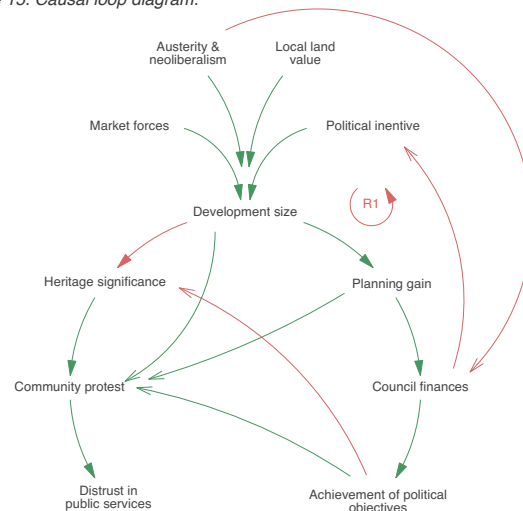 15. Causal loop diagram.
Austerity &
neoliberalism
Local land
value
Market forces
Political inentive
R1
Development size
Heritage significance
Planning gain
Community protest
Council finances
Distrust in
public services
Achievement of political
objectives